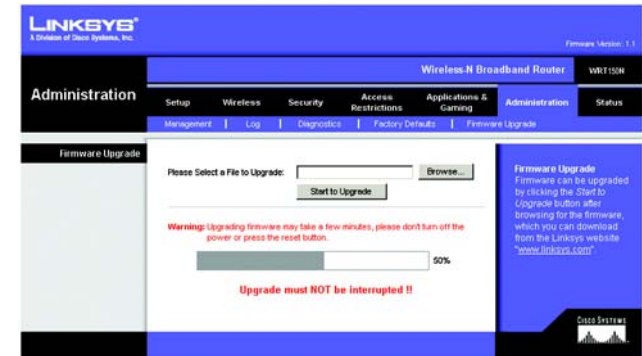 LINKSYS®
A Division of Cisco Systems, Inc.
Firmware Version: 1.1
Wireless-N Broadband Router
WRT150N
Administration
Setup
Wireless
Security
Access Restrictions
Applications & Gaming
Administration
Status
Management | Log | Diagnostics | Factory Defaults | Firmware Upgrade
Firmware Upgrade
Please Select a File to Upgrade:
Browse...
Start to Upgrade
Warning: Upgrading firmware may take a few minutes, please don't turn off the
power or press the reset button.
50%
Upgrade must NOT be interrupted !!
Firmware Upgrade
Firmware can be upgraded
by clicking the Start to
Upgrade button after
browsing for the firmware,
which you can download
from the Linksys website
"www.linksys.com".
CISCO SYSTEMS